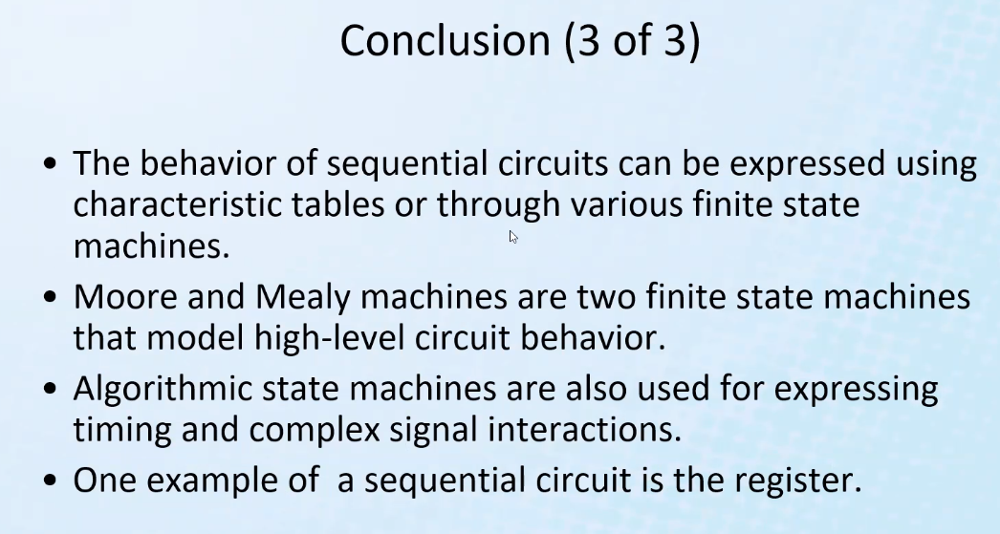 Conclusion (3 of 3)
• The behavior of sequential circuits can be expressed using
characteristic tables or through various finite state
machines.
• Moore and Mealy machines are two finite state machines
that model high-level circuit behavior.
• Algorithmic state machines are also used for expressing
timing and complex signal interactions.
• One example of  a sequential circuit is the register.